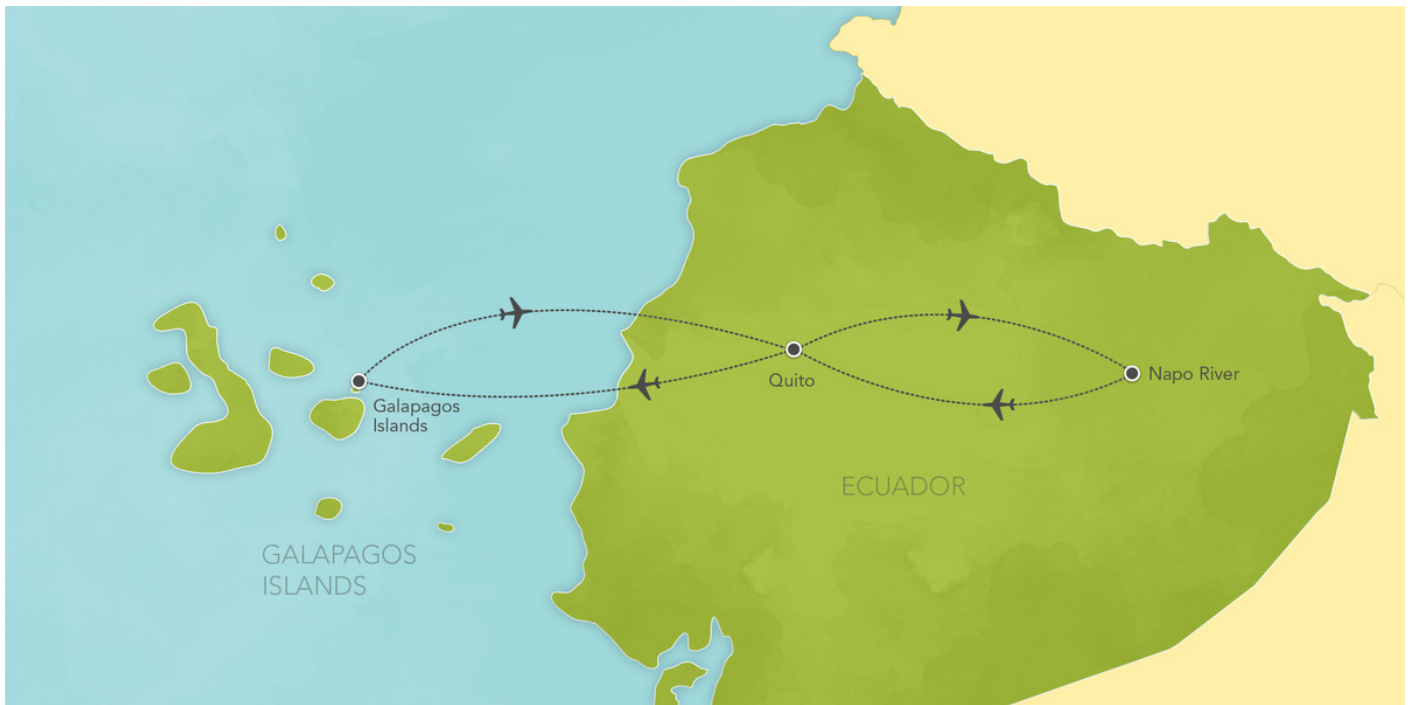 Quito
Napo River
Galapagos
Islands
ECUADOR
GALAPAGOS
ISLANDS